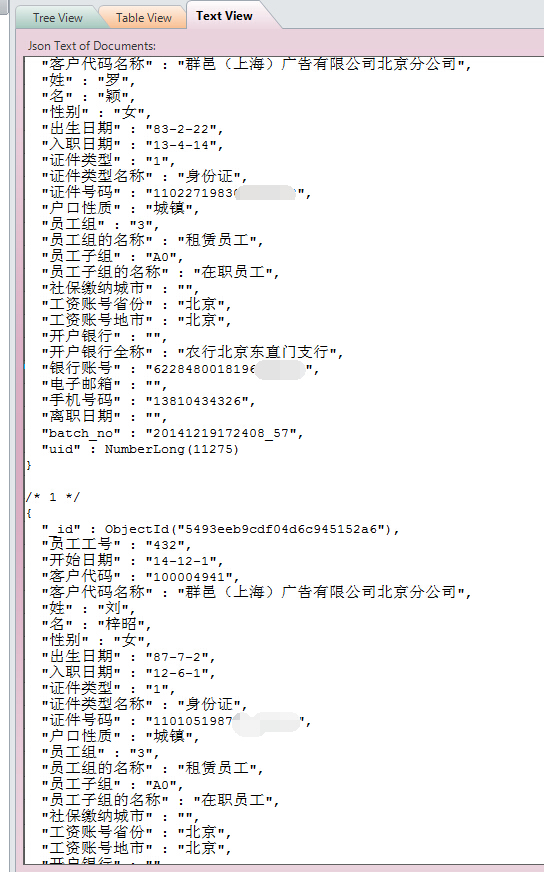 Tree View
Table View
Text View
Json Text of Documents:
"客户代码名称" : "群邑（上海）广告有限公司北京分公司",
"姓" : "罗",
"名" : "颖",
"性别" : "女",
"出生日期" : "83-2-22",
"入职日期" : "13-4-14",
"证件类型" : "1",
"证件类型名称" : "身份证",
"证件号码" : "1102271983 ",
"户口性质" : "城镇",
"员工组" : "3",
"员工组的名称" : "租赁员工",
"员工子组" : "A0",
"员工子组的名称" : "在职员工",
"社保缴纳城市" : "",
"工资账号省份" : "北京",
"工资账号地市" : "北京",
"开户银行" : "",
"开户银行全称" : "农行北京东直门支行",
"银行账号" : "622848001819 ",
"电子邮箱" : "",
"手机号码" : "13810434326",
"离职日期" : "",
"batch_no" : "20141219172408_57",
"uid" : NumberLong(11275)
}
/* 1 */
{
"_id" : ObjectId("5493eeb9cdf04d6c945152a6"),
"员工工号" : "432",
"开始日期" : "14-12-1",
"客户代码" : "100004941",
"客户代码名称" : "群邑（上海）广告有限公司北京分公司",
"姓" : "刘",
"名" : "梓昭",
"性别" : "女",
"出生日期" : "87-7-2",
"入职日期" : "12-6-1",
"证件类型" : "1",
"证件类型名称" : "身份证",
"证件号码" : "1101051987 ",
"户口性质" : "城镇",
"员工组" : "3",
"员工组的名称" : "租赁员工",
"员工子组" : "A0",
"员工子组的名称" : "在职员工",
"社保缴纳城市" : "",
"工资账号省份" : "北京",
"工资账号地市" : "北京",
"开户银行" : ""